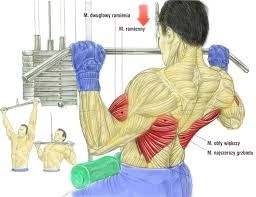 M. dwugłowy ramienia
M. ramienny
M. obły większy
M. najszerszy grzbietu